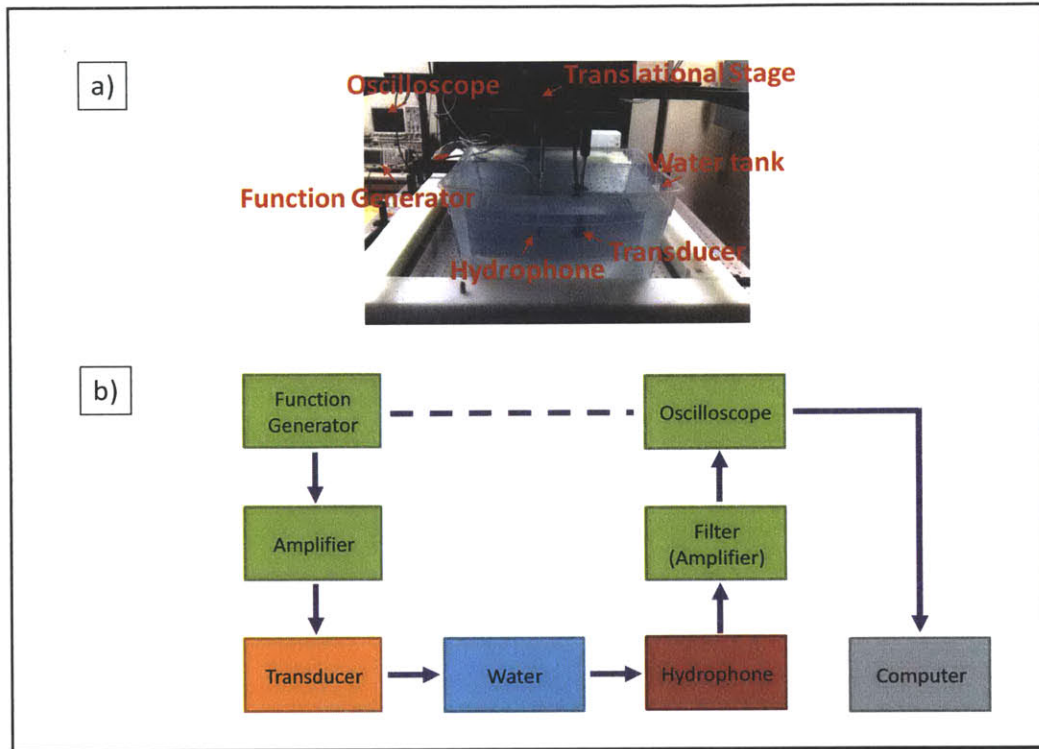 a)
Oscilloscope
Translational Stage
Water tank
Function Generator
Transducer
Hydrophone
b)
Function
Generator
Oscilloscope
Amplifier
Filter
(Amplifier)
Transducer
Water
Hydrophone
Computer